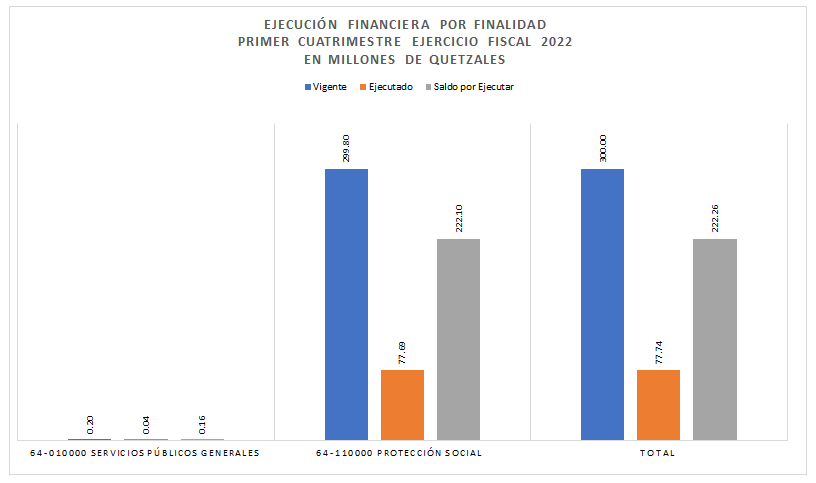 EJECUCIÓN FINANCIERA POR FINALIDAD
PRIMER CUATRIMESTRE EJERCICIO FISCAL 2022
EN MILLONES DE QUETZALES
Vigente Ejecutado Saldo por Ejecutar
0.20 0.04 0.16
299.80 77.69 222.10
300.00 77.74 222.26
64-010000 SERVICIOS PÚBLICOS GENERALES 64-110000 PROTECCIÓN SOCIAL TOTAL